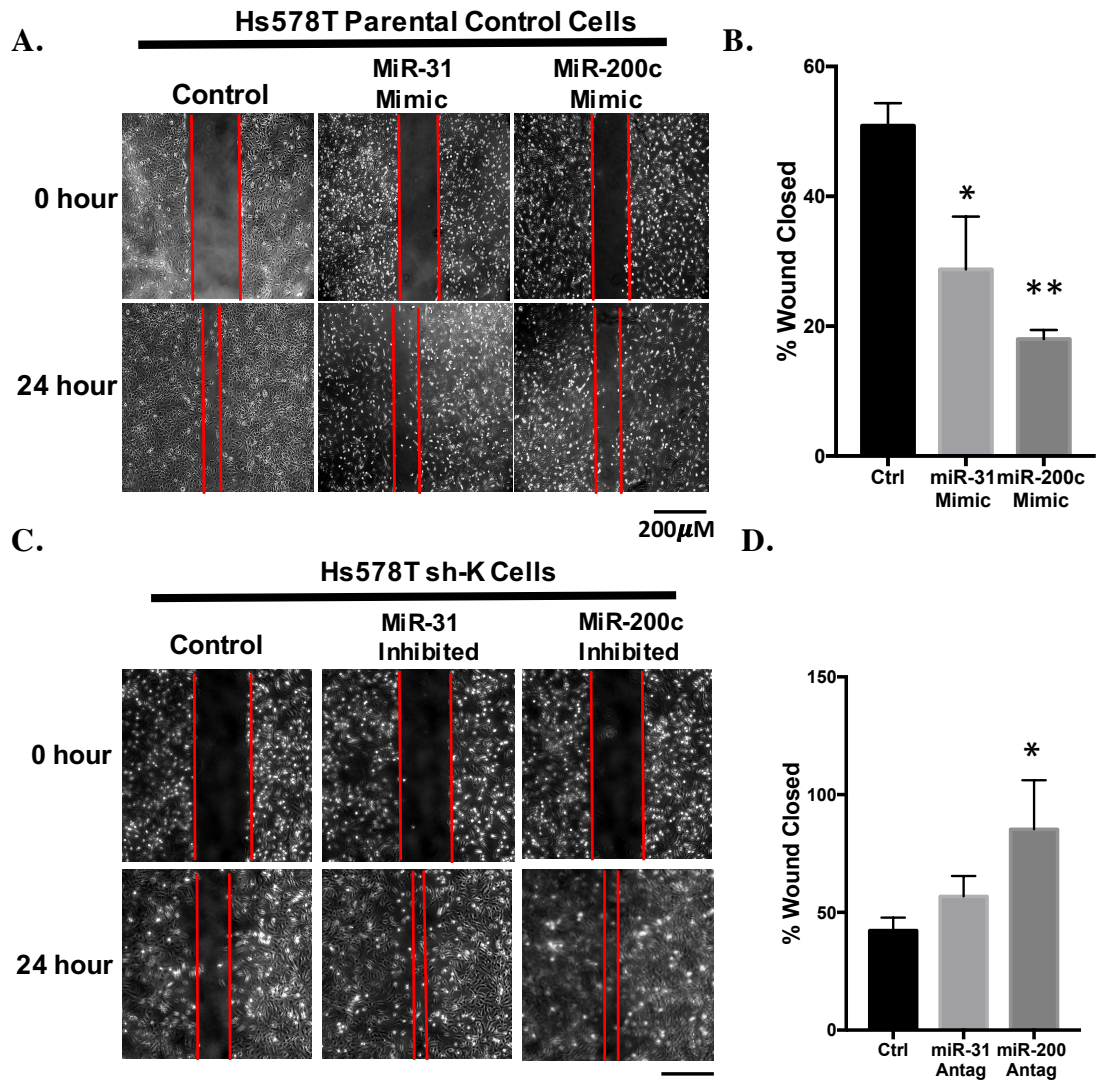 A.
Hs578T Parental Control Cells
Control
MiR-31
Mimic
MiR-200c
Mimic
0 hour
24 hour
200μM
B.
% Wound Closed
60
40
20
0
*
**
Ctrl
miR-31
Mimic
miR-200c
Mimic
C.
Hs578T sh-K Cells
Control
MiR-31
Inhibited
MiR-200c
Inhibited
0 hour
24 hour
D.
% Wound Closed
150
100
50
0
*
Ctrl
miR-31
Antag
miR-200
Antag